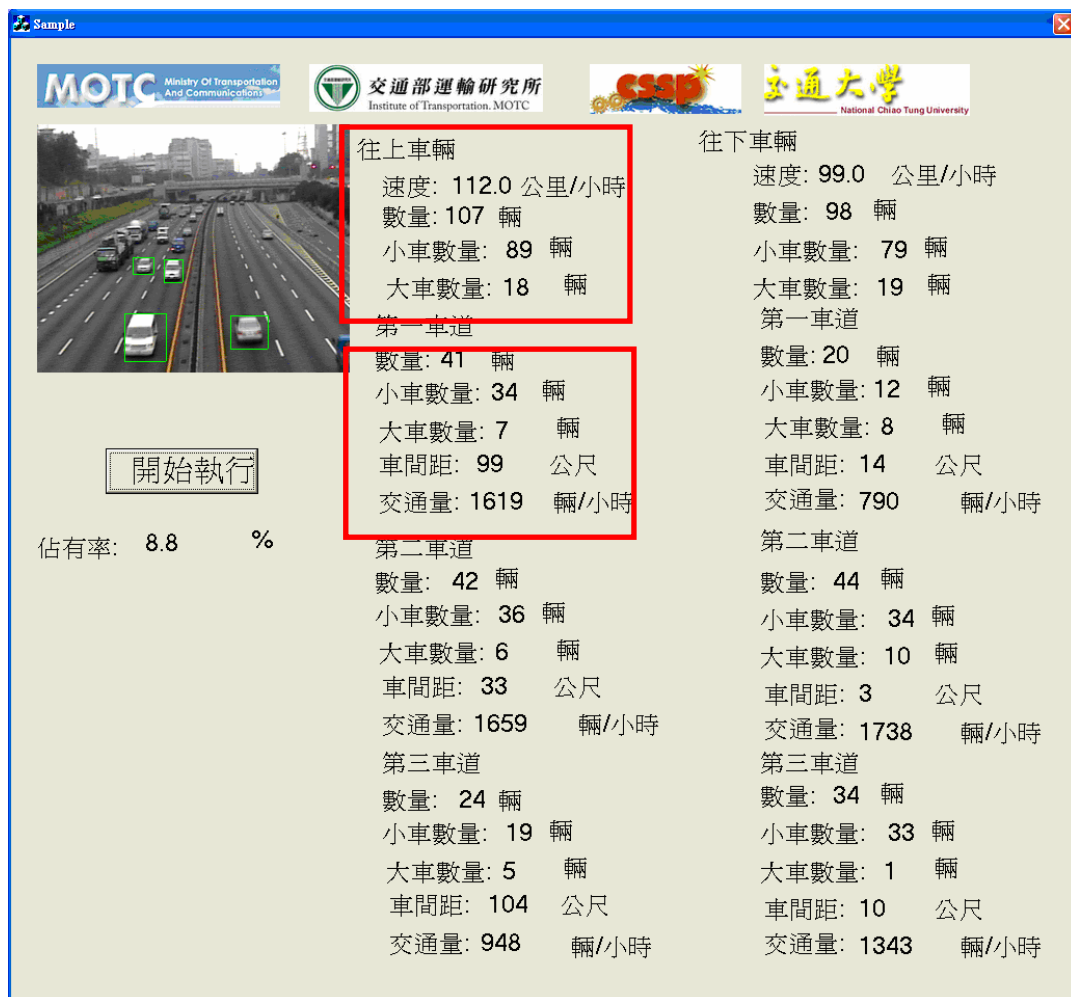 Sample
MOTC Ministry Of Transportation And Communications
交通部運輸研究所
Institute of Transportation. MOTC
cssp
交通大學
National Chiao Tung University
往上車輛
速度: 112.0 公里/小時
數量: 107 輛
小車數量: 89 輛
大車數量: 18 輛
第一車道
數量: 41 輛
小車數量: 34 輛
大車數量: 7 輛
車間距: 99 公尺
交通量: 1619 輛/小時
第二車道
數量: 42 輛
小車數量: 36 輛
大車數量: 6 輛
車間距: 33 公尺
交通量: 1659 輛/小時
第三車道
數量: 24 輛
小車數量: 19 輛
大車數量: 5 輛
車間距: 104 公尺
交通量: 948 輛/小時
往下車輛
速度: 99.0 公里/小時
數量: 98 輛
小車數量: 79 輛
大車數量: 19 輛
第一車道
數量: 20 輛
小車數量: 12 輛
大車數量: 8 輛
車間距: 14 公尺
交通量: 790 輛/小時
第二車道
數量: 44 輛
小車數量: 34 輛
大車數量: 10 輛
車間距: 3 公尺
交通量: 1738 輛/小時
第三車道
數量: 34 輛
小車數量: 33 輛
大車數量: 1 輛
車間距: 10 公尺
交通量: 1343 輛/小時
開始執行
佔有率: 8.8 %